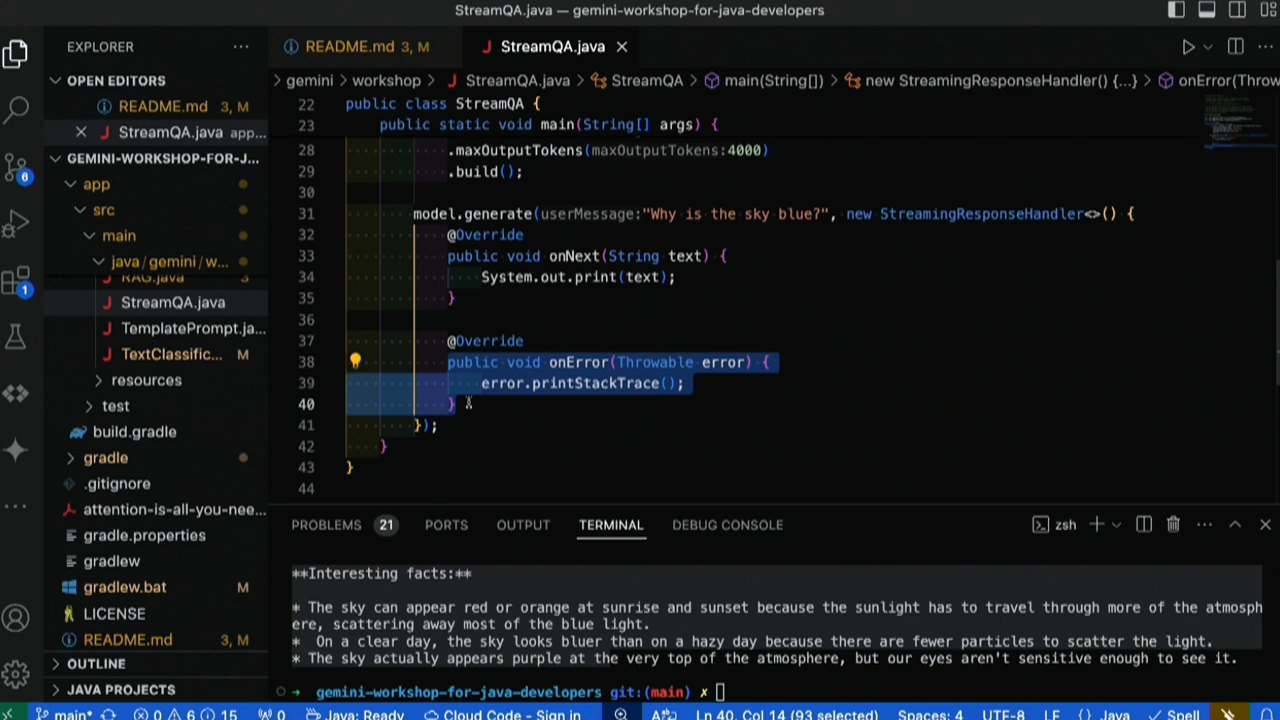 StreamQA.java — gemini-workshop-for-java-developers
EXPLORER
OPEN EDITORS
README.md 3, M
StreamQA.java app...
GEMINI-WORKSHOP-FOR-J...
app
src
main
java/gemini/w...
RAG.java 3
StreamQA.java
TemplatePrompt.ja...
TextClassific... M
resources
test
build.gradle
gradle
.gitignore
attention-is-all-you-nee...
gradle.properties
gradlew
gradlew.bat M
LICENSE
README.md 3, M
OUTLINE
JAVA PROJECTS
6
1
README.md 3, M
StreamQA.java
gemini > workshop > StreamQA.java > StreamQA > main(String[]) > new StreamingResponseHandler() {...} > onError(Throw
22 public class StreamQA {
23 public static void main(String[] args) {
28 .maxOutputTokens(maxOutputTokens:4000)
29 .build();
30
31 model.generate(userMessage:"Why is the sky blue?", new StreamingResponseHandler<>() {
32 @Override
33 public void onNext(String text) {
34 System.out.print(text);
35 }
36
37 @Override
38 public void onError(Throwable error) {
39 error.printStackTrace();
40 }
41 });
42 }
43 }
44
PROBLEMS 21 PORTS OUTPUT TERMINAL DEBUG CONSOLE
zsh
**Interesting facts:**
* The sky can appear red or orange at sunrise and sunset because the sunlight has to travel through more of the atmosph
ere, scattering away most of the blue light.
* On a clear day, the sky looks bluer than on a hazy day because there are fewer particles to scatter the light.
* The sky actually appears purple at the very top of the atmosphere, but our eyes aren't sensitive enough to see it.
→ gemini-workshop-for-java-developers git:(main) ✗
main* 0 6 15 0 Java: Ready Cloud Code - Sign in Ln 40, Col 14 (93 selected) Spaces: 4 UTF-8 LF {} Java Spell